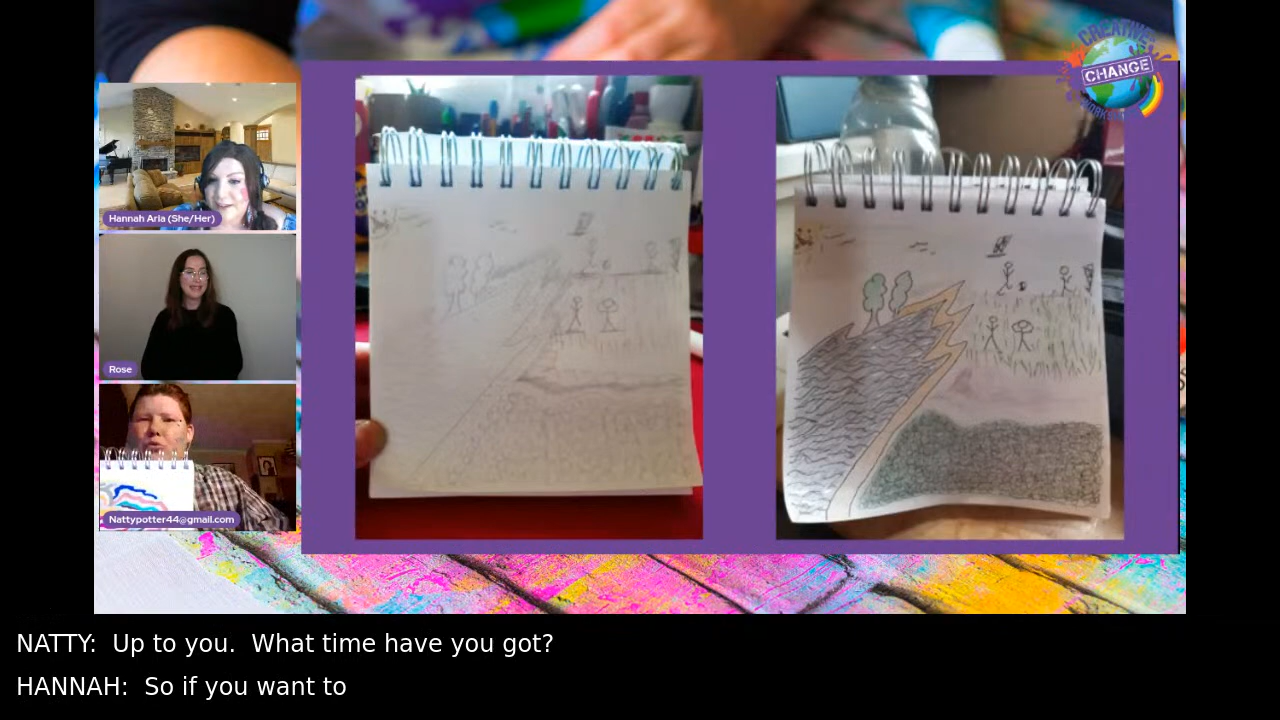 CREATIVE
CHANGE
Hannah Aria (She/Her)
Rose
Nattypotter44@gmail.com
NATTY:  Up to you.  What time have you got?
HANNAH:  So if you want to